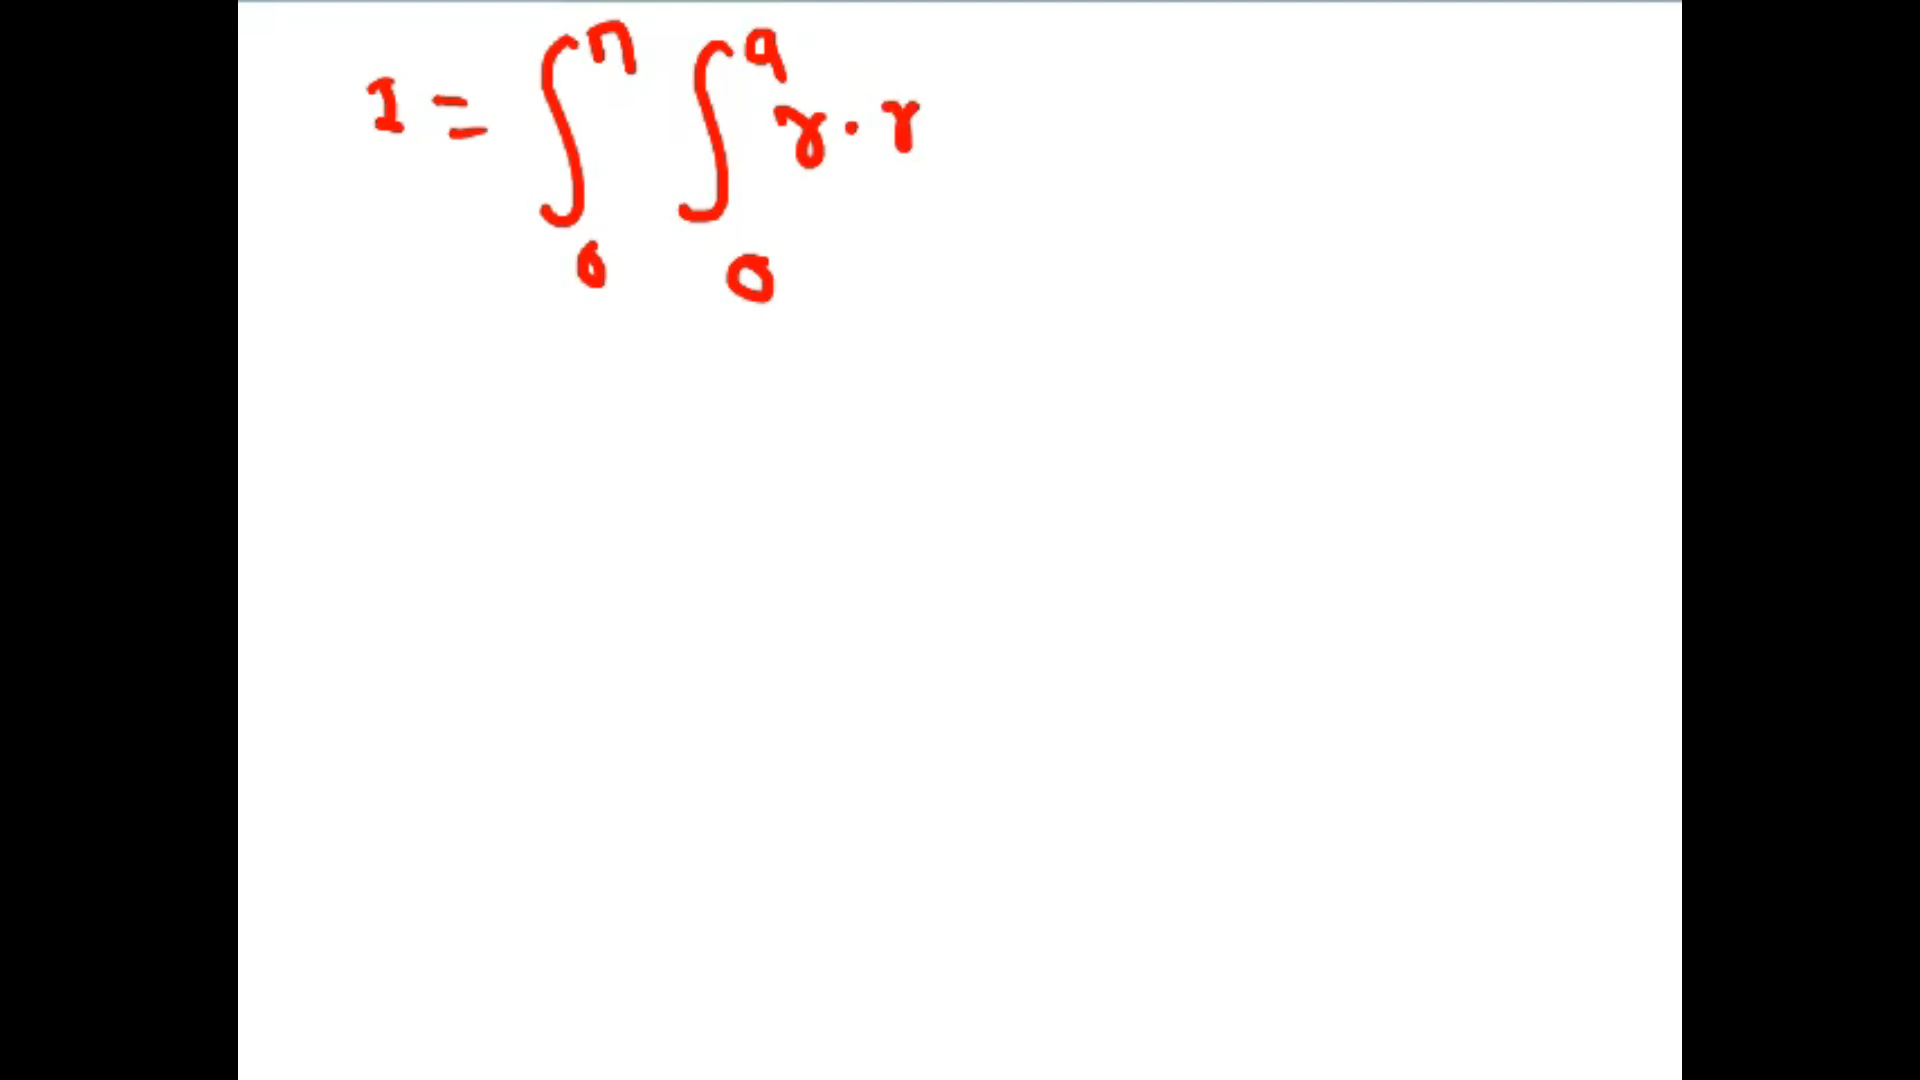 I = ∫₀^π ∫₀^a r · r